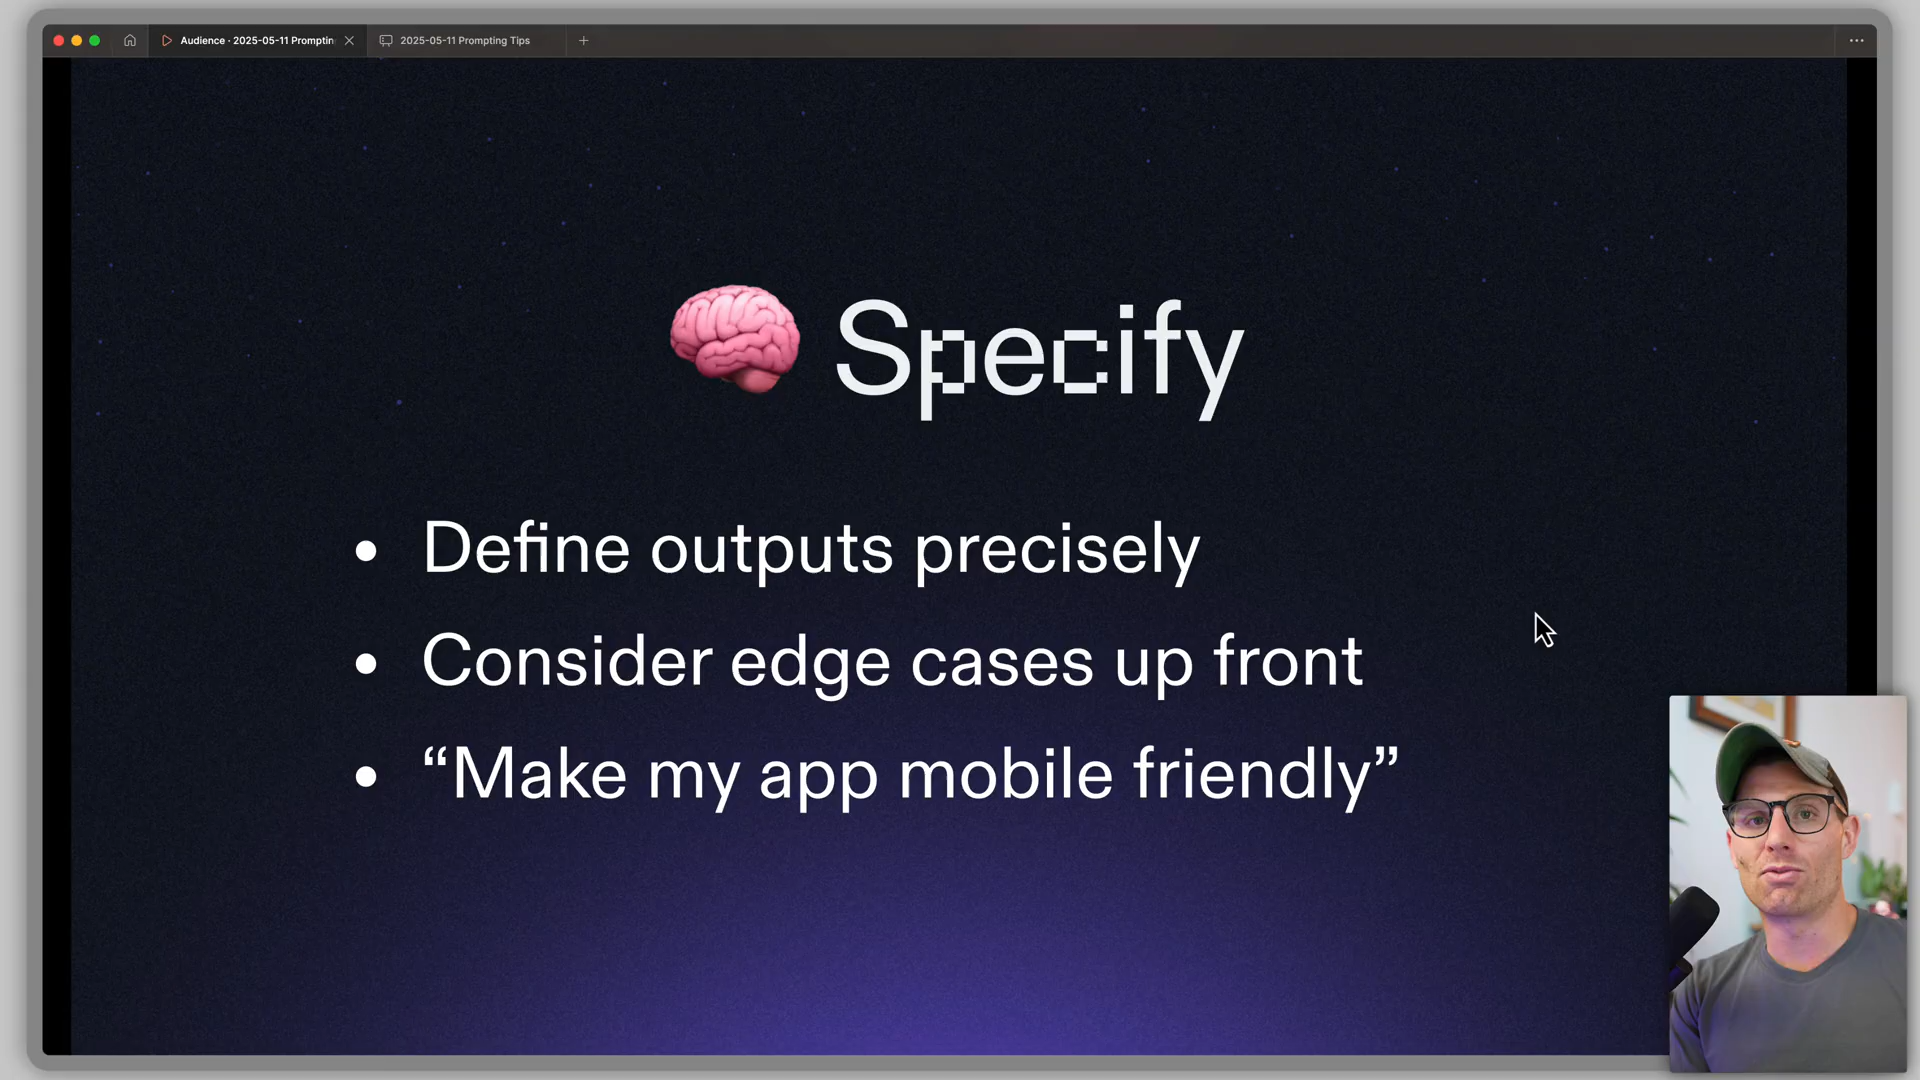 Audience · 2025-05-11 Promptin
2025-05-11 Prompting Tips
🧠 Specify
• Define outputs precisely
• Consider edge cases up front
• “Make my app mobile friendly”